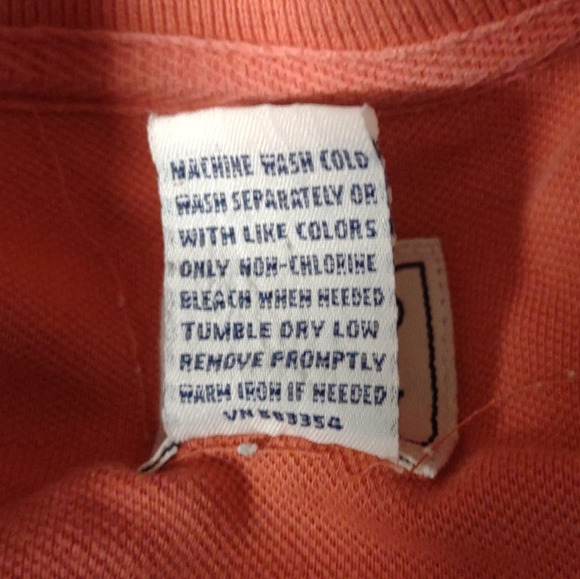 MACHINE WASH COLD
WASH SEPARATELY OR
WITH LIKE COLORS
ONLY NON-CHLORINE
BLEACH WHEN NEEDED
TUMBLE DRY LOW
REMOVE PROMPTLY
WARM IRON IF NEEDED